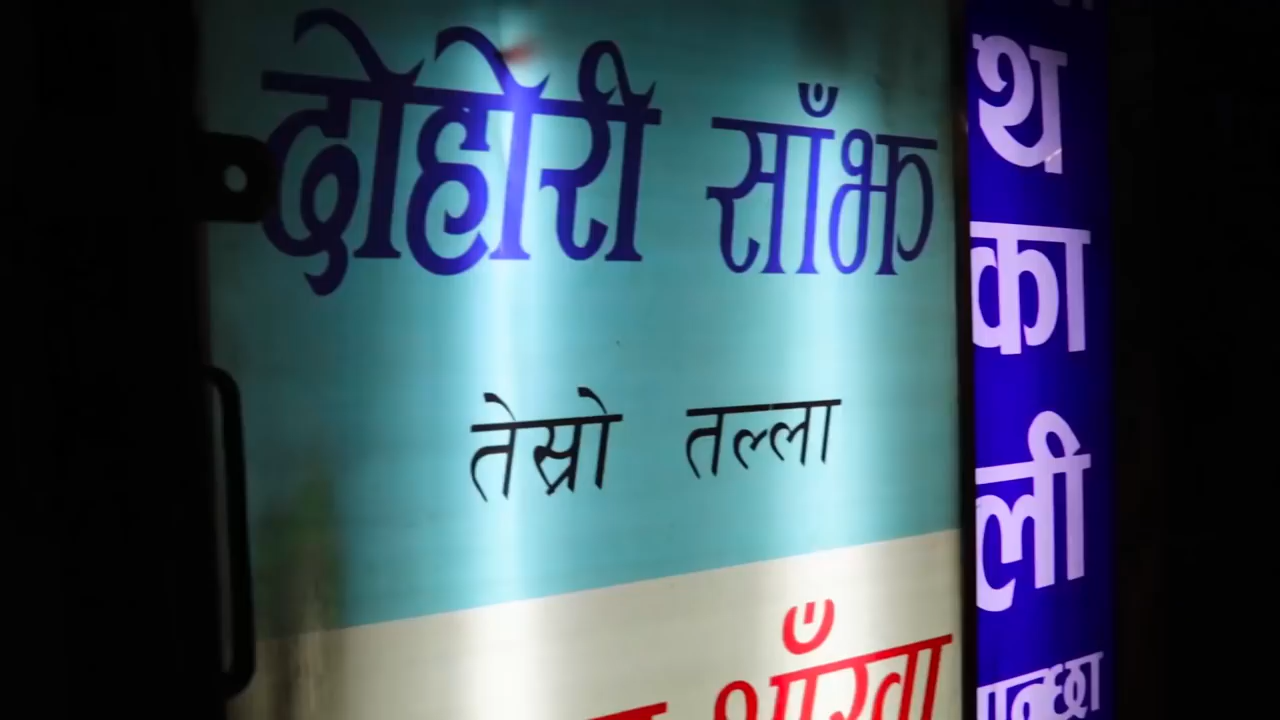 दोहोरी साँझ
तेस्रो तल्ला
आँखा
थ
का
ली